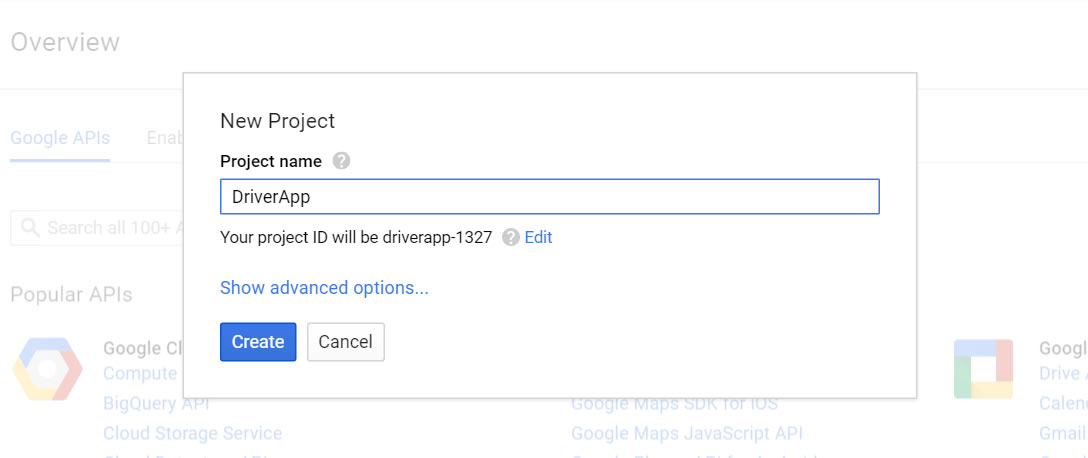 Overview
Google APIs
Enab
Search all 100+ A
Popular APIs
New Project
Project name ?
DriverApp
Your project ID will be driverapp-1327 ? Edit
Show advanced options...
Create Cancel
Google Cl
Compute
BigQuery API
Cloud Storage Service
Google Maps SDK for iOS
Google Maps JavaScript API
Googl
Drive A
Calen
Gmail